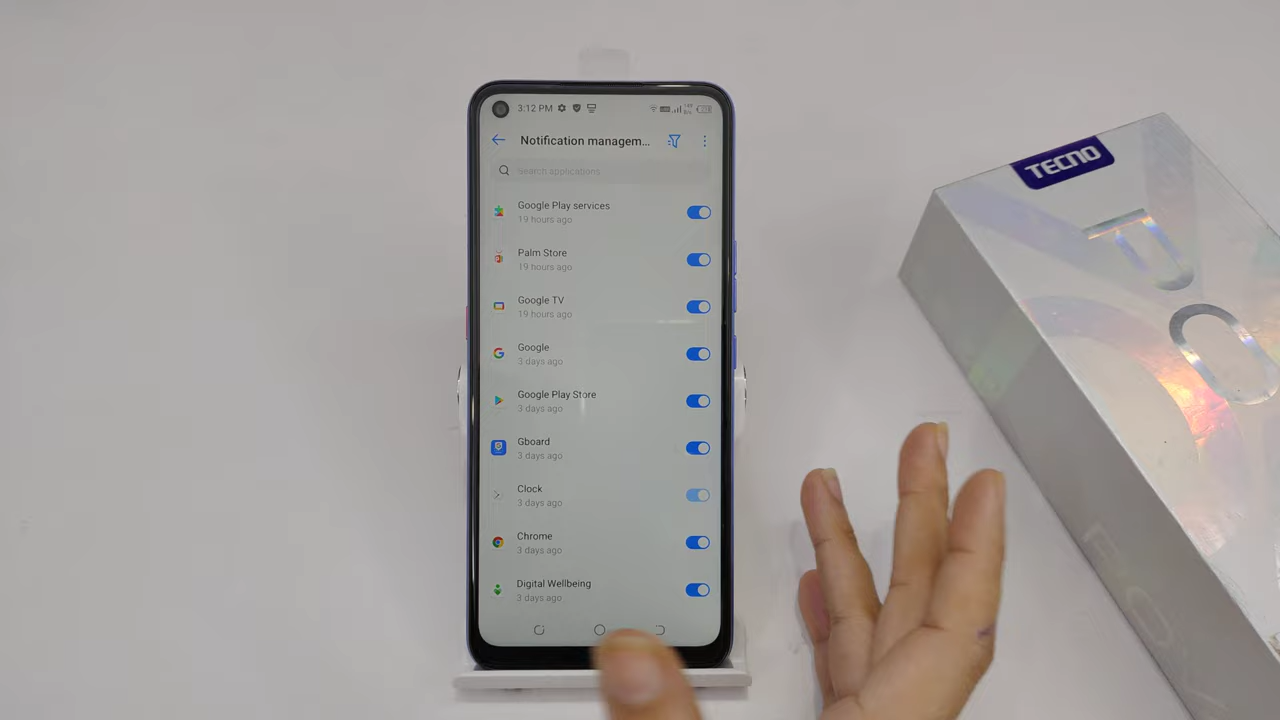 3:12 PM
Notification managem...
Search applications
Google Play services
19 hours ago
Palm Store
19 hours ago
Google TV
19 hours ago
Google
3 days ago
Google Play Store
3 days ago
Gboard
3 days ago
Clock
3 days ago
Chrome
3 days ago
Digital Wellbeing
3 days ago
TECNO
PO